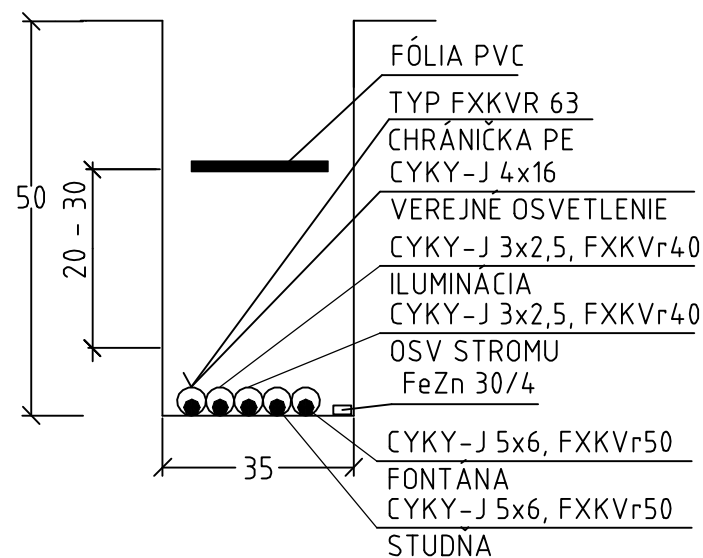 FÓLIA PVC
TYP FXKVR 63
CHRÁNIČKA PE
CYKY-J 4x16
VEREJNÉ OSVETLENIE
CYKY-J 3x2,5, FXKVr40
ILUMINÁCIA
CYKY-J 3x2,5, FXKVr40
OSV STROMU
FeZn 30/4
CYKY-J 5x6, FXKVr50
FONTÁNA
CYKY-J 5x6, FXKVr50
STUDŇA
50
20 - 30
35